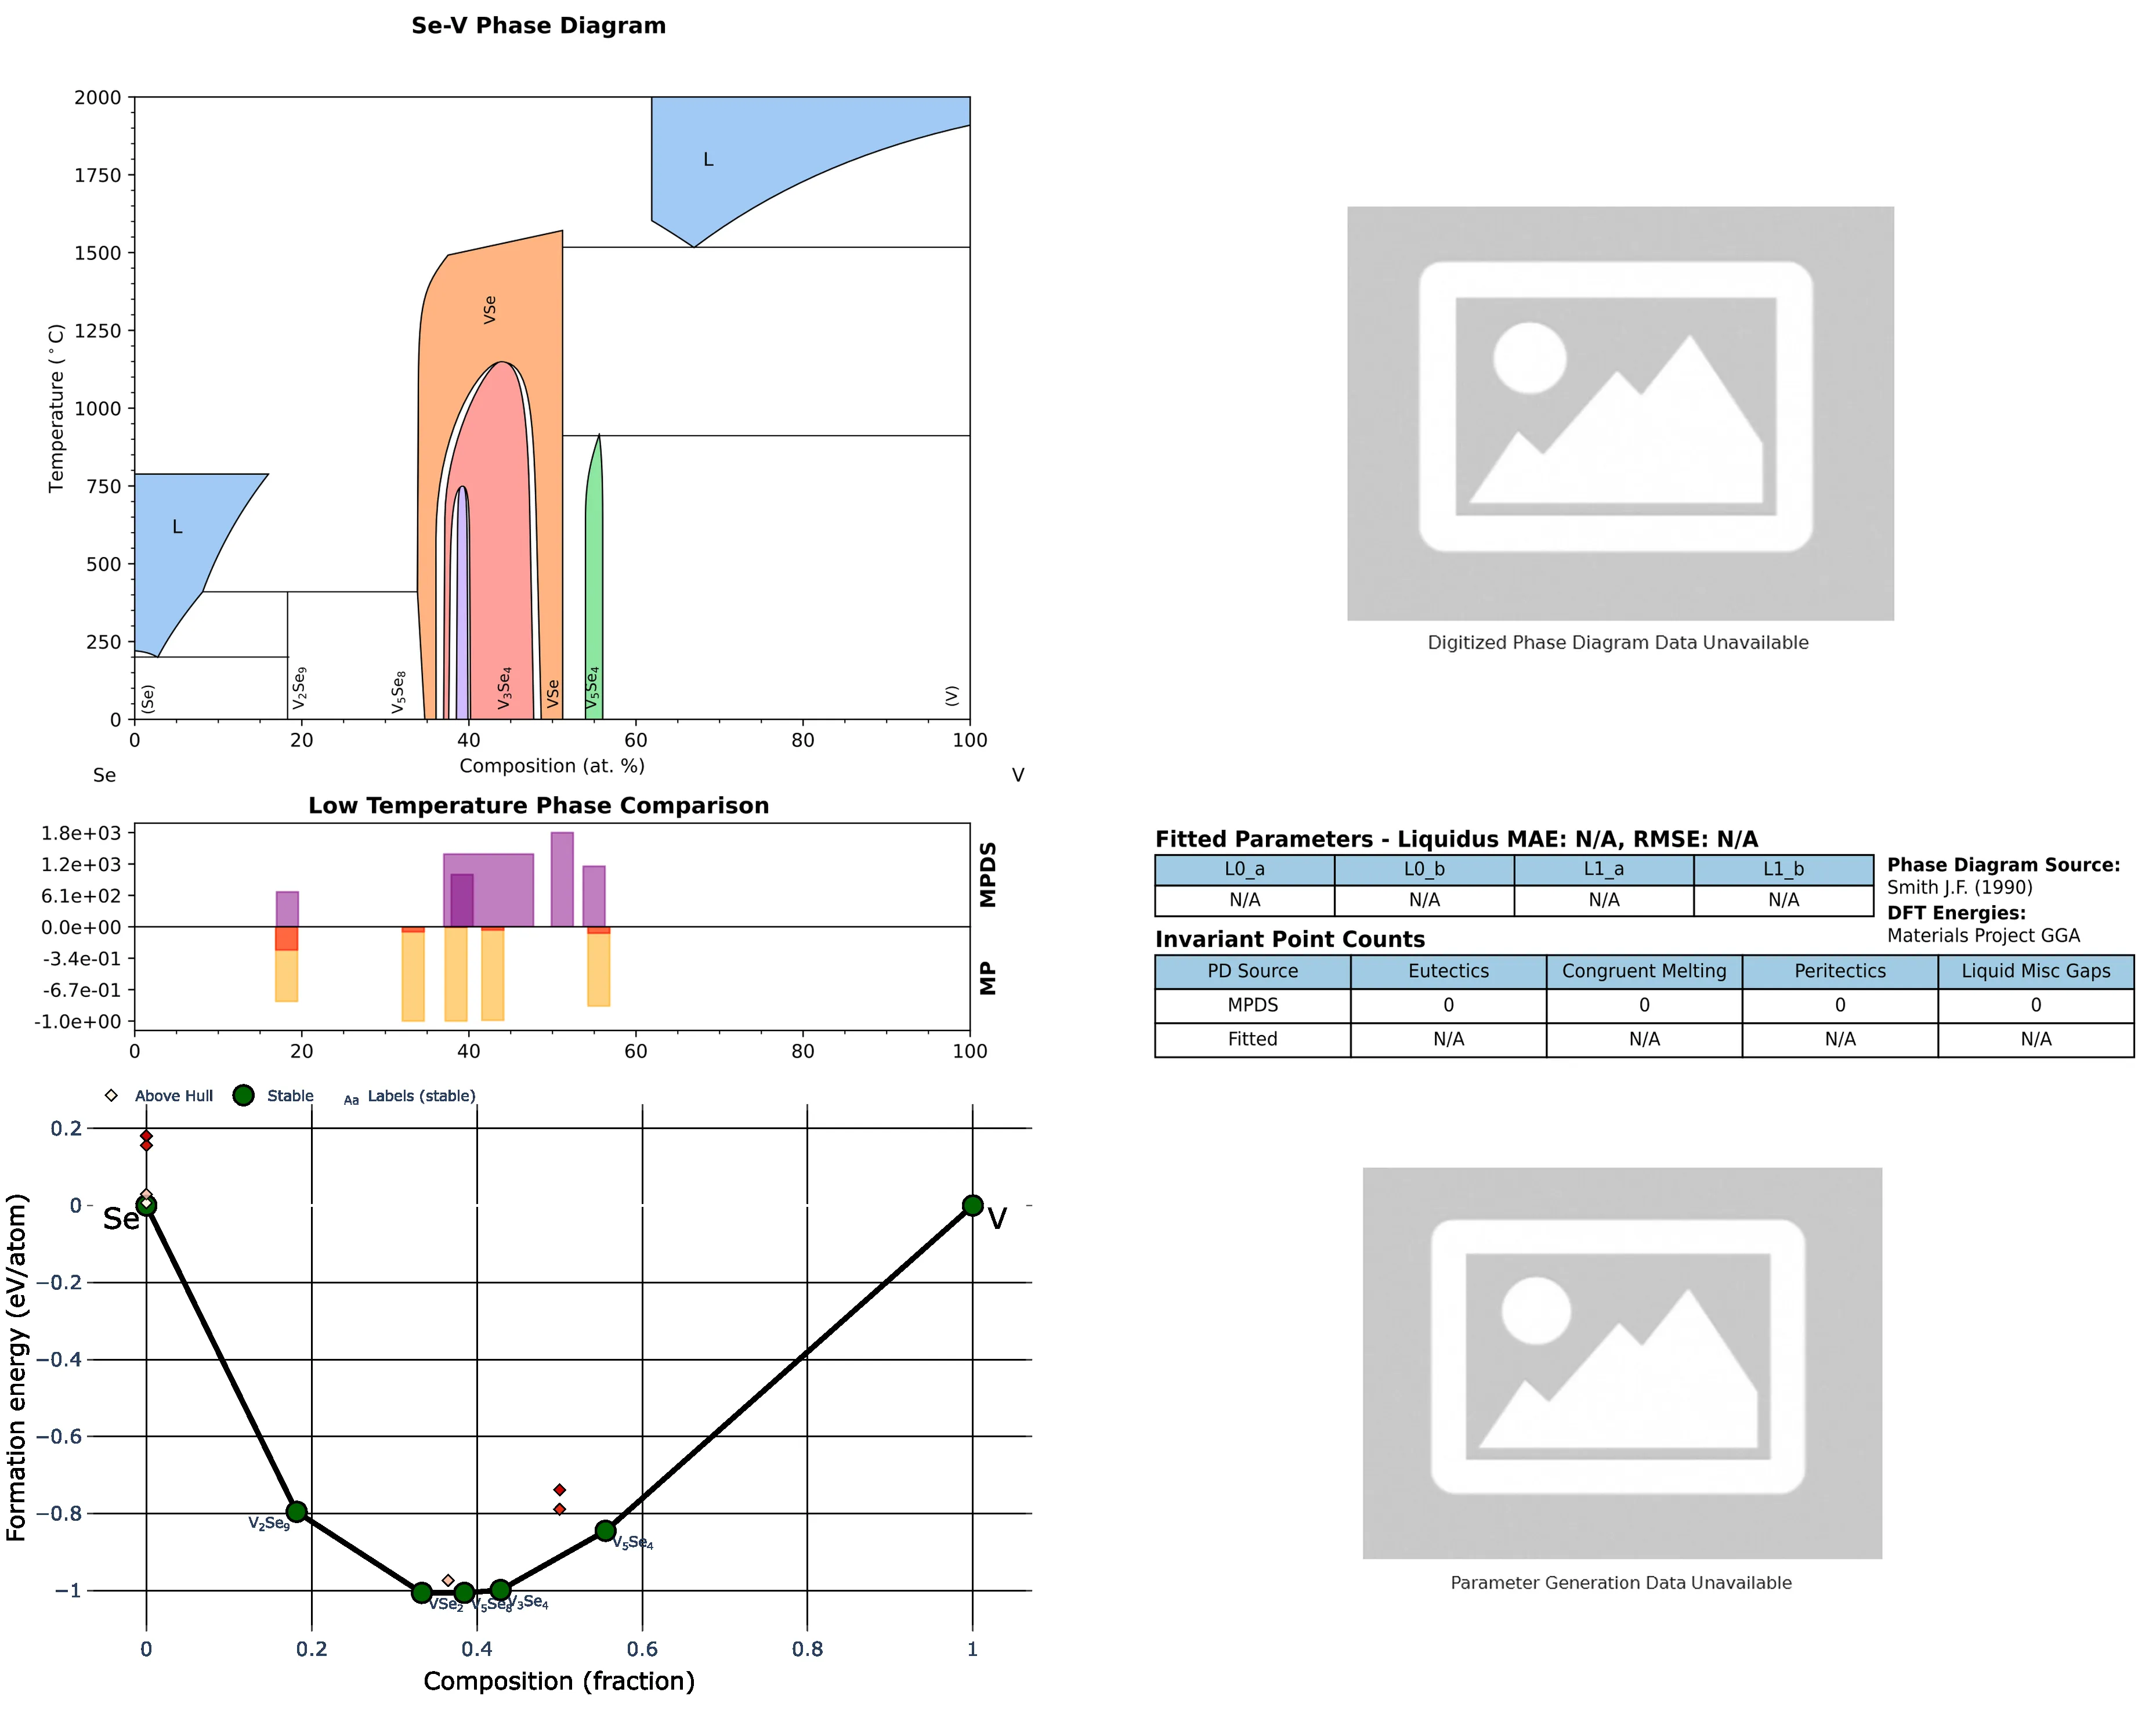 Se-V Phase Diagram
2000
1750
1500
1250
1000
750
500
250
0
Temperature (°C)
L
L
VSe
(Se)
V₂Se₉
V₅Se₈
V₃Se₄
VSe
V₅Se₄
(V)
0 20 40 60 80 100
Composition (at. %)
Se V
Digitized Phase Diagram Data Unavailable
Low Temperature Phase Comparison
1.8e+03
1.2e+03
6.1e+02
0.0e+00
-3.4e-01
-6.7e-01
-1.0e+00
MPDS
MP
0 20 40 60 80 100
Fitted Parameters - Liquidus MAE: N/A, RMSE: N/A
L0_a L0_b L1_a L1_b
N/A N/A N/A N/A
Phase Diagram Source:
Smith J.F. (1990)
DFT Energies:
Materials Project GGA
Invariant Point Counts
PD Source Eutectics Congruent Melting Peritectics Liquid Misc Gaps
MPDS 0 0 0 0
Fitted N/A N/A N/A N/A
Above Hull Stable Aa Labels (stable)
0.2
0
−0.2
−0.4
−0.6
−0.8
−1
Formation energy (eV/atom)
Se
V
V₂Se₉
V₅Se₄
VSe₂ V₅Se₈ V₃Se₄
0 0.2 0.4 0.6 0.8 1
Composition (fraction)
Parameter Generation Data Unavailable